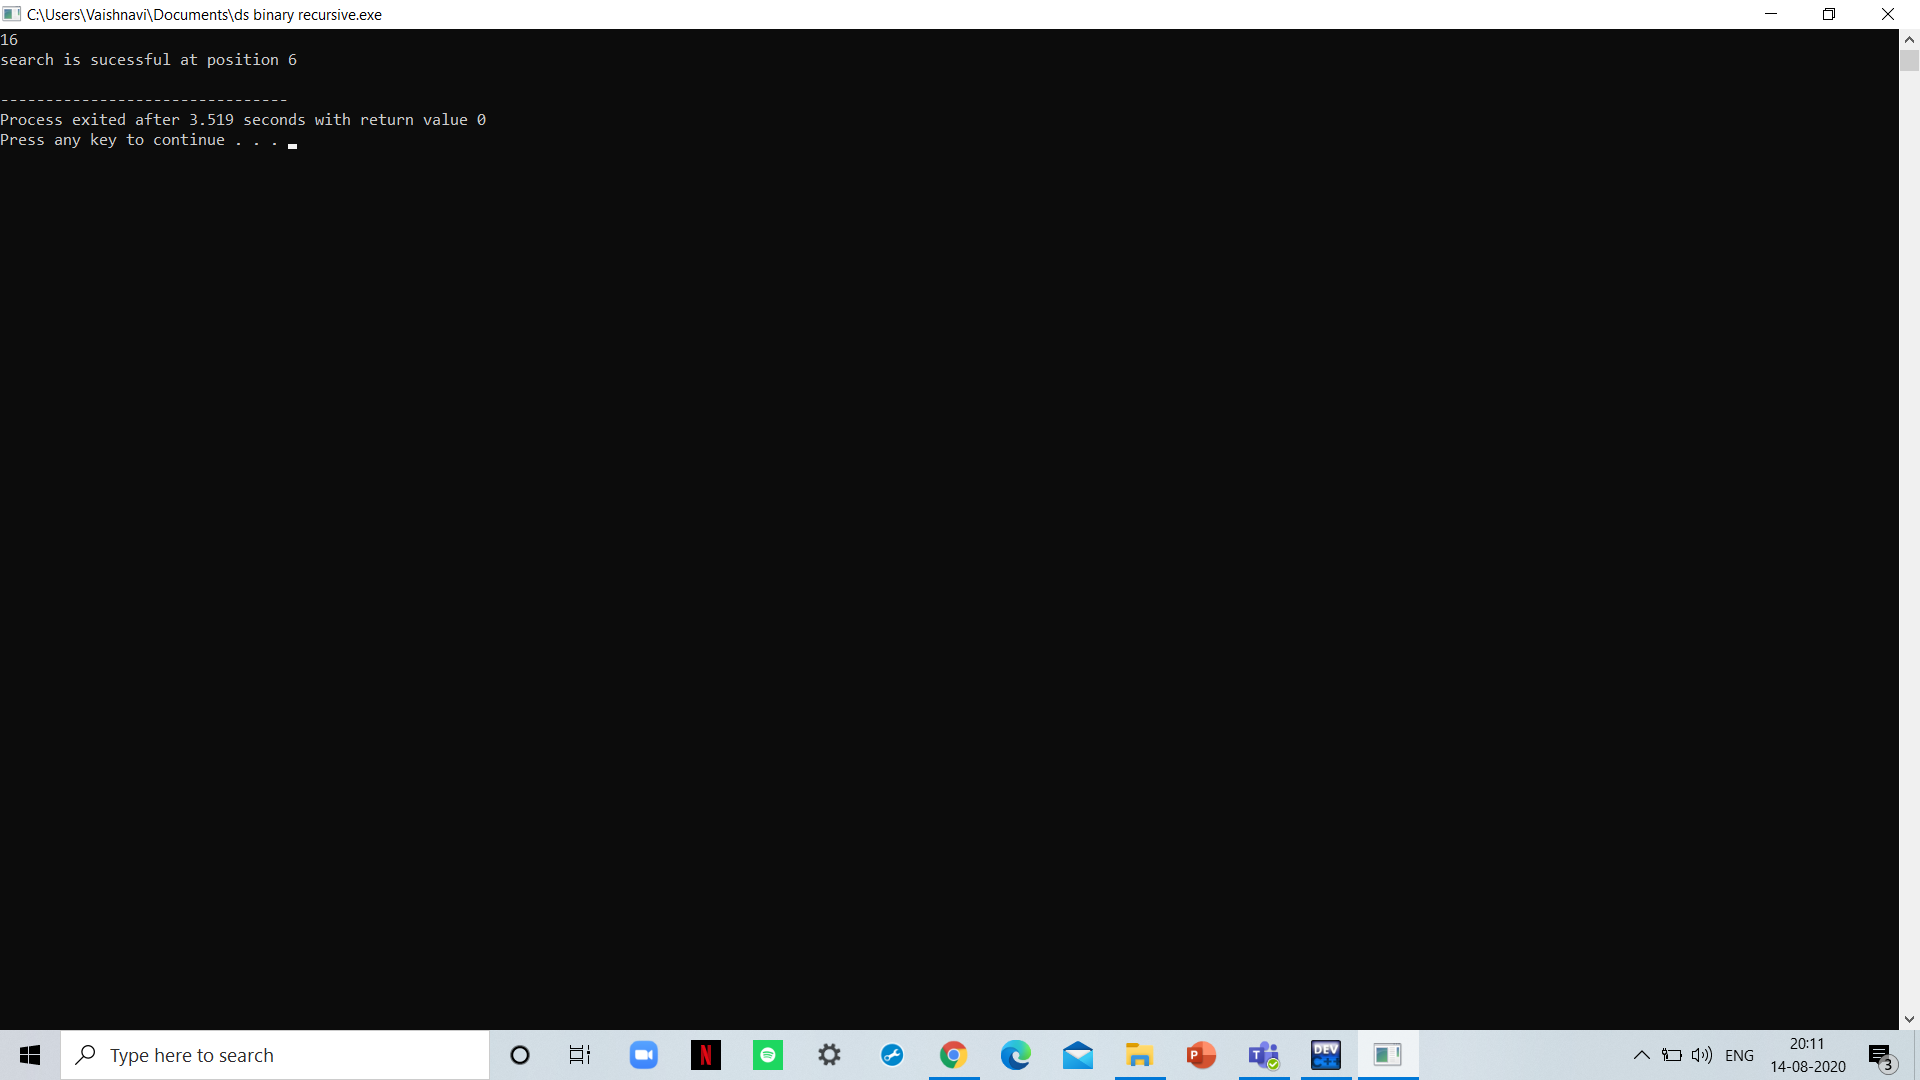 C:\Users\Vaishnavi\Documents\ds binary recursive.exe
16
search is sucessful at position 6
--------------------------------
Process exited after 3.519 seconds with return value 0
Press any key to continue . . .
Type here to search
N
P
T
DEV
C++
ENG
20:11
14-08-2020
3